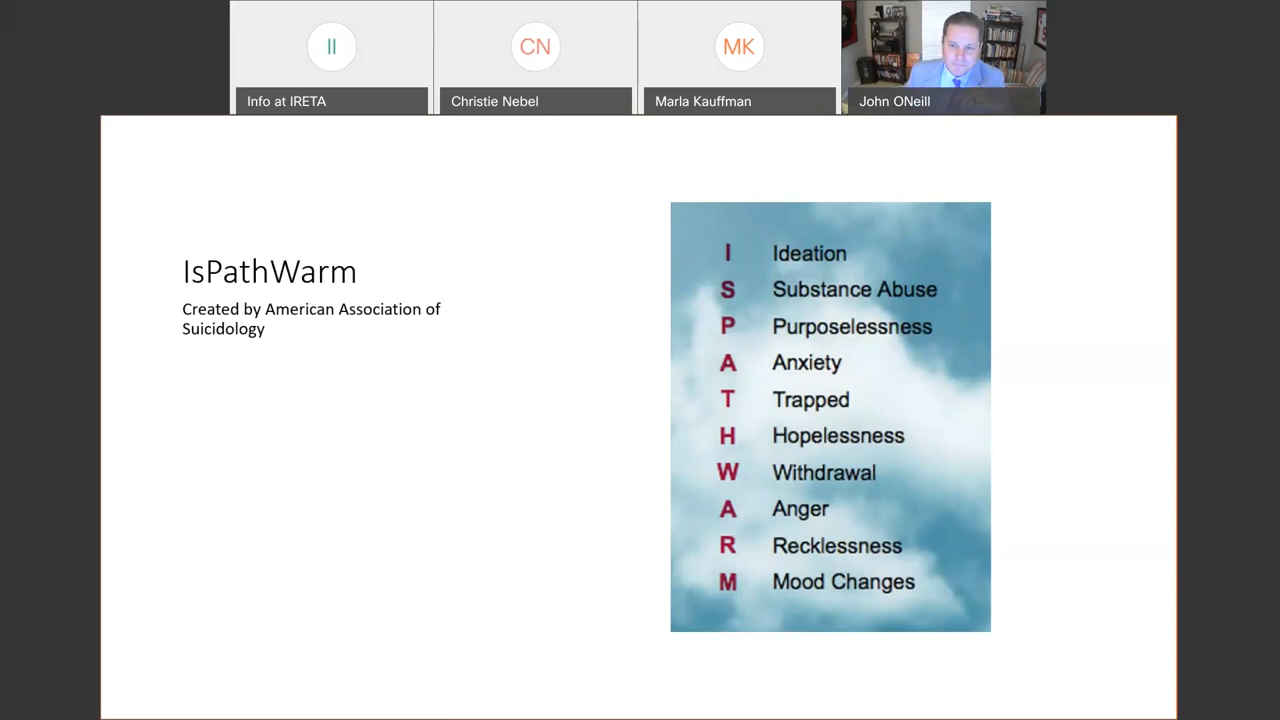 II
CN
MK
Info at IRETA
Christie Nebel
Marla Kauffman
John ONeill
IsPathWarm
Created by American Association of
Suicidology
I Ideation
S Substance Abuse
P Purposelessness
A Anxiety
T Trapped
H Hopelessness
W Withdrawal
A Anger
R Recklessness
M Mood Changes